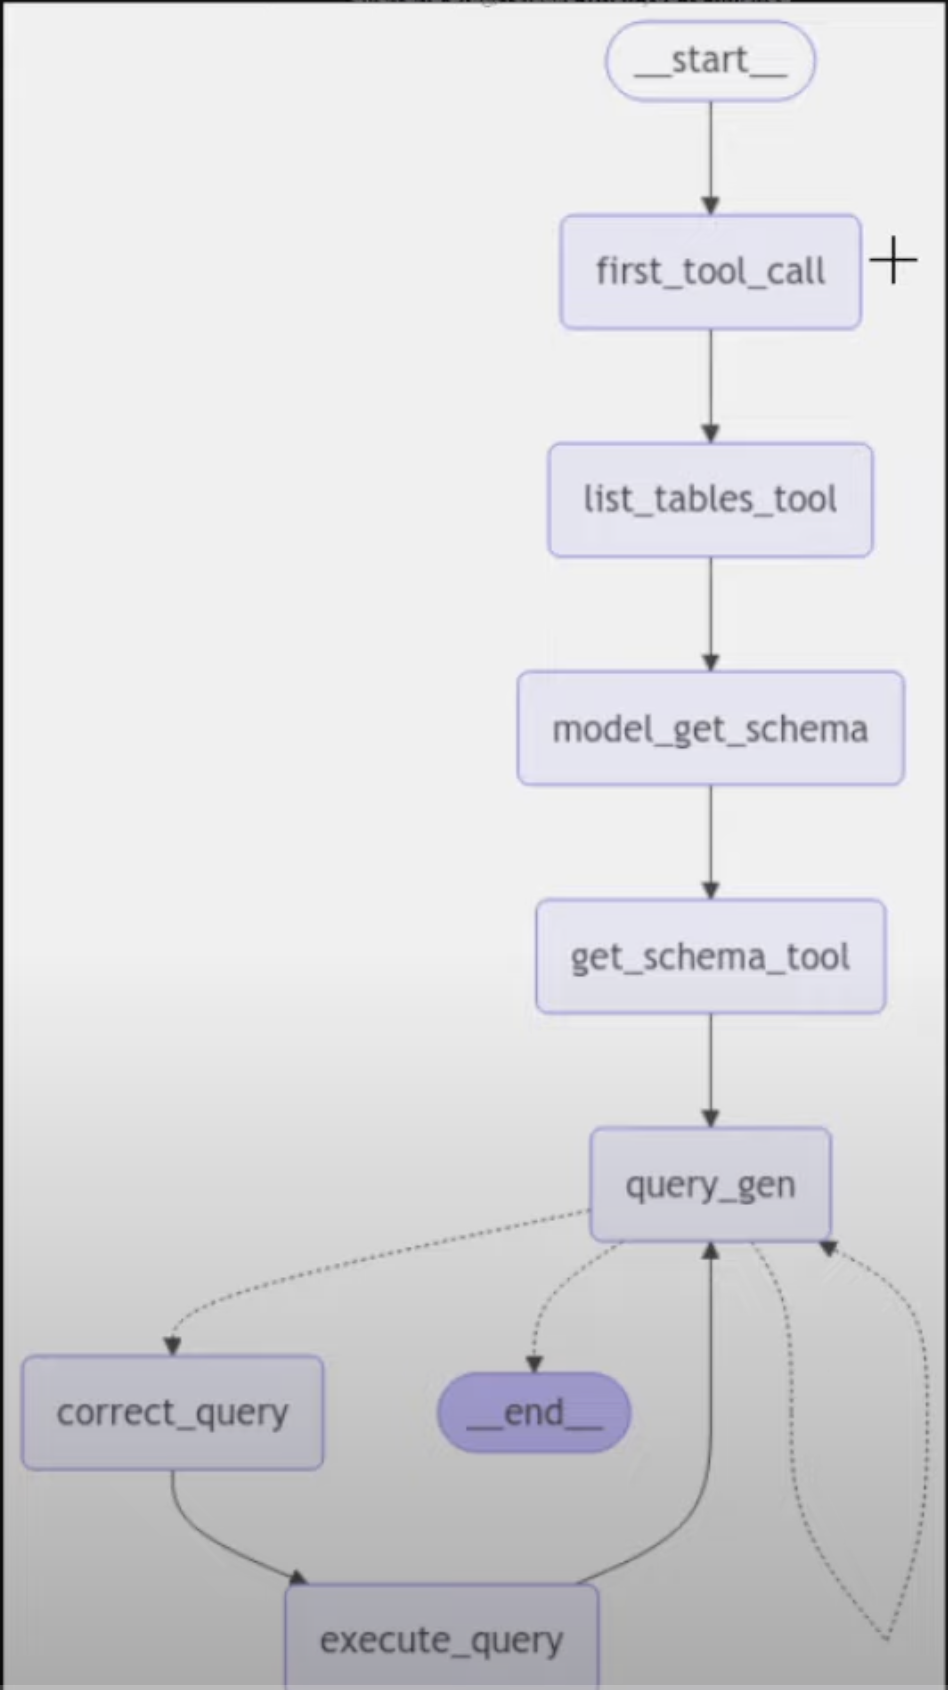 __start__
first_tool_call
list_tables_tool
model_get_schema
get_schema_tool
query_gen
correct_query
__end__
execute_query